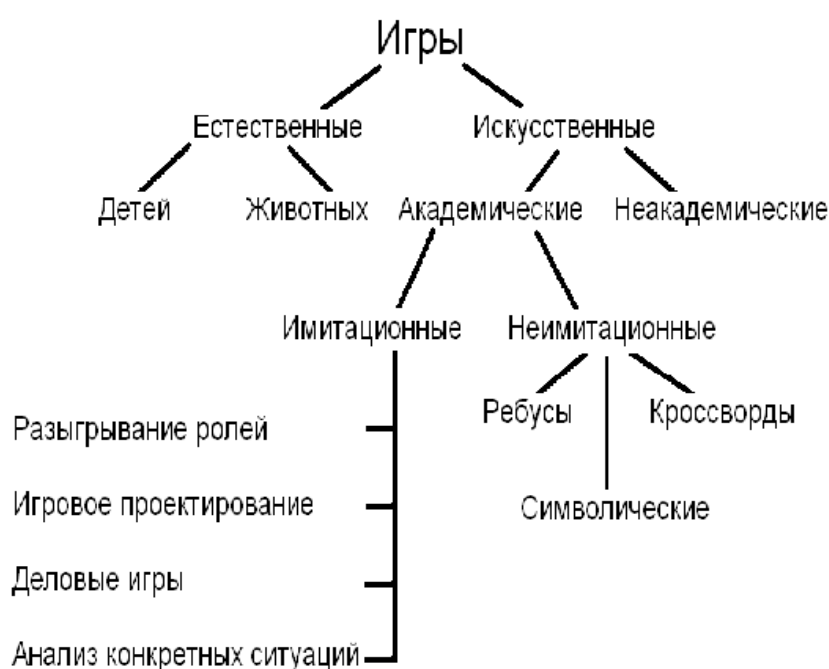 Игры
Естественные
Искусственные
Детей
Животных
Академические
Неакадемические
Имитационные
Неимитационные
Ребусы
Кроссворды
Разыгрывание ролей
Игровое проектирование
Символические
Деловые игры
Анализ конкретных ситуаций